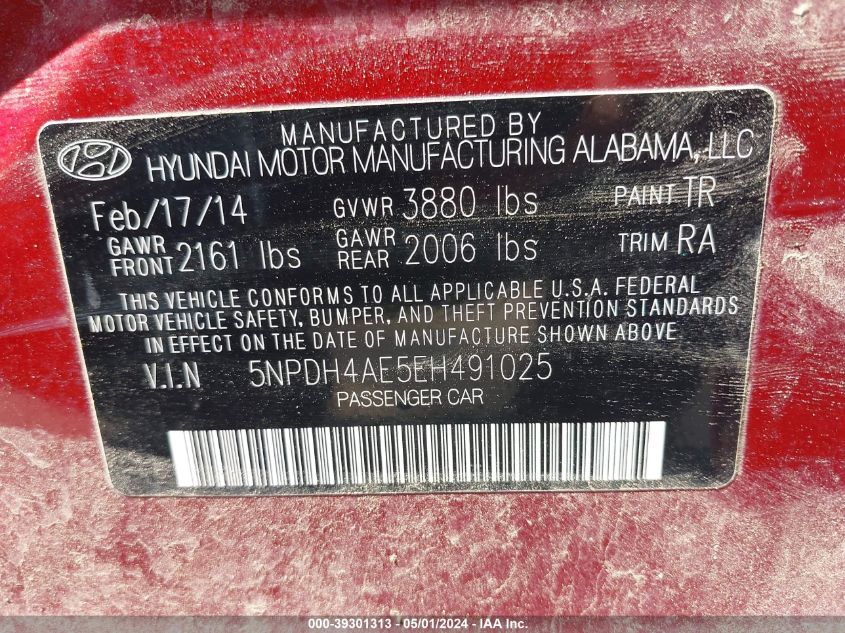 MANUFACTURED BY
HYUNDAI MOTOR MANUFACTURING ALABAMA, LLC
Feb/17/14 GVWR 3880 lbs PAINT TR
GAWR FRONT 2161 lbs GAWR REAR 2006 lbs TRIM RA
THIS VEHICLE CONFORMS TO ALL APPLICABLE U.S.A. FEDERAL
MOTOR VEHICLE SAFETY, BUMPER, AND THEFT PREVENTION STANDARDS
IN EFFECT ON THE DATE OF MANUFACTURE SHOWN ABOVE
V.I.N 5NPDH4AE5EH491025
PASSENGER CAR
000-39301313 - 05/01/2024 - IAA Inc.